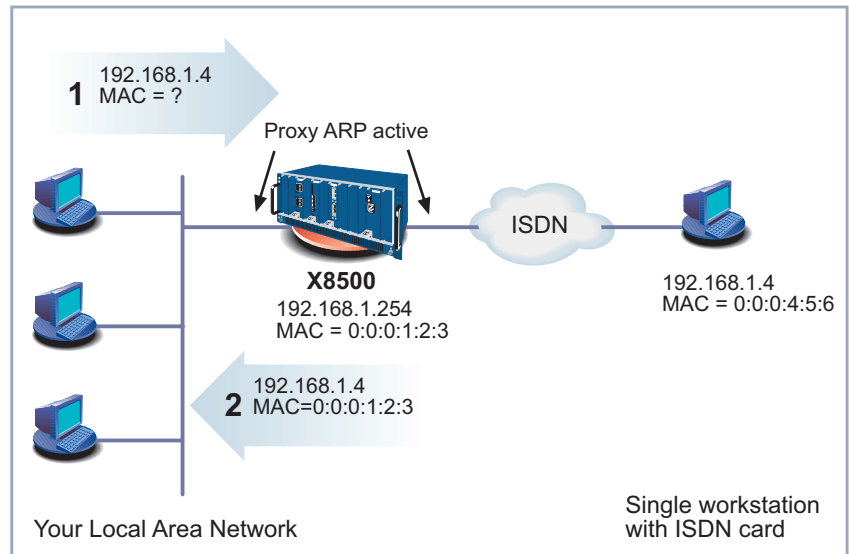 1
192.168.1.4
MAC = ?
Proxy ARP active
ISDN
X8500
192.168.1.254
MAC = 0:0:0:1:2:3
192.168.1.4
MAC = 0:0:0:4:5:6
2
192.168.1.4
MAC=0:0:0:1:2:3
Your Local Area Network
Single workstation
with ISDN card